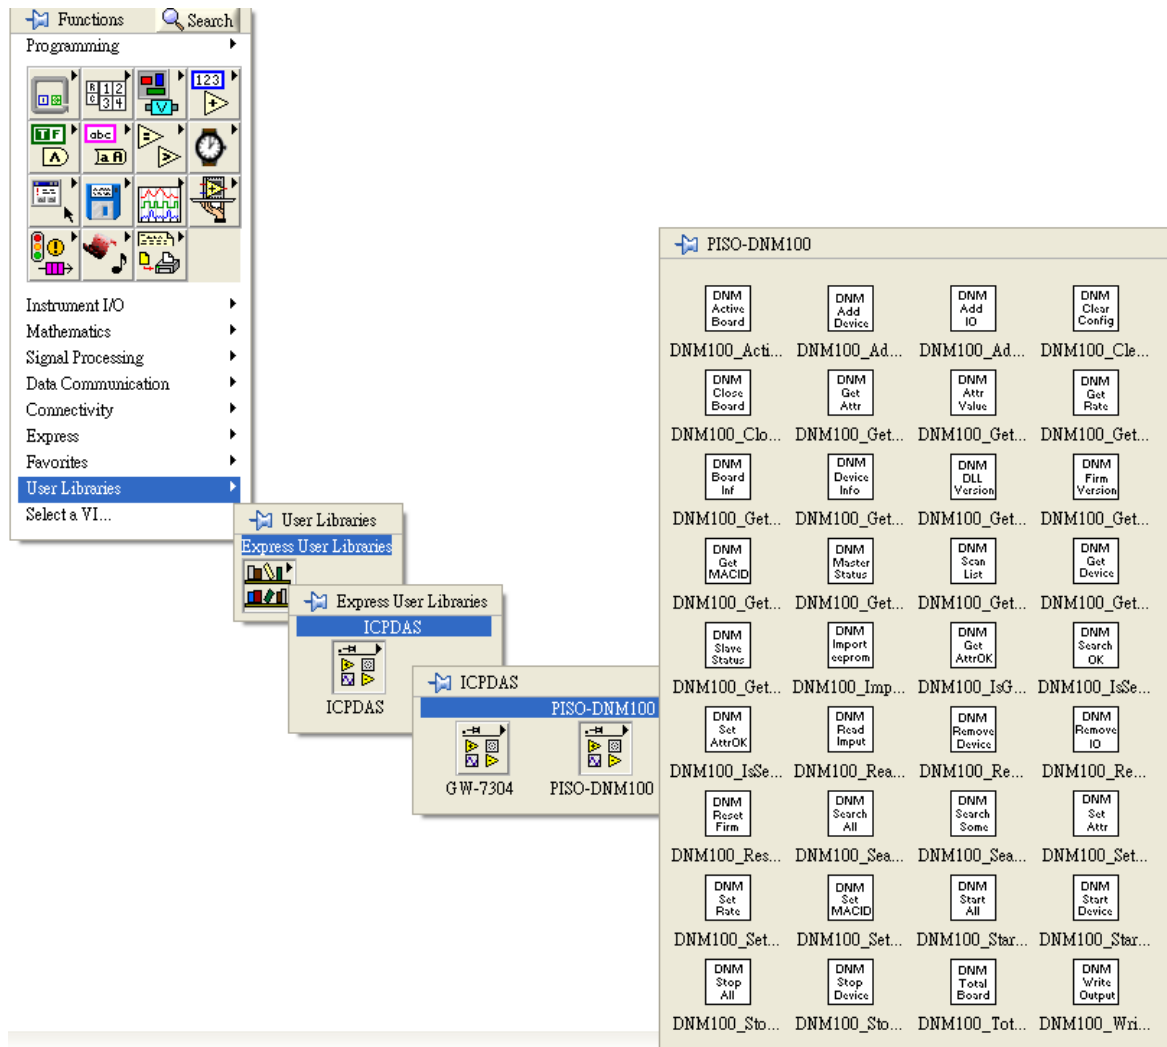 Functions
Search
Programming
R 1 2
C 3 4
V
123
TF
abc
a A
Instrument I/O
Mathematics
Signal Processing
Data Communication
Connectivity
Express
Favorites
User Libraries
Select a VI...
User Libraries
Express User Libraries
Express User Libraries
ICPDAS
ICPDAS
ICPDAS
PISO-DNM100
GW-7304 PISO-DNM100
PISO-DNM100
DNM Active Board
DNM Add Device
DNM Add IO
DNM Clear Config
DNM100_Acti... DNM100_Ad... DNM100_Ad... DNM100_Cle...
DNM Close Board
DNM Get Attr
DNM Attr Value
DNM Get Rate
DNM100_Clo... DNM100_Get... DNM100_Get... DNM100_Get...
DNM Board Inf
DNM Device Info
DNM DLL Version
DNM Firm Version
DNM100_Get... DNM100_Get... DNM100_Get... DNM100_Get...
DNM Get MACID
DNM Master Status
DNM Scan List
DNM Get Device
DNM100_Get... DNM100_Get... DNM100_Get... DNM100_Get...
DNM Slave Status
DNM Import eeprom
DNM Get AttrOK
DNM Search OK
DNM100_Get... DNM100_Imp... DNM100_IsG... DNM100_IsSe...
DNM Set AttrOK
DNM Read Imput
DNM Remove Device
DNM Remove IO
DNM100_IsSe... DNM100_Rea... DNM100_Re... DNM100_Re...
DNM Reset Firm
DNM Search All
DNM Search Some
DNM Set Attr
DNM100_Res... DNM100_Sea... DNM100_Sea... DNM100_Set...
DNM Set Rate
DNM Set MACID
DNM Start All
DNM Start Device
DNM100_Set... DNM100_Set... DNM100_Star... DNM100_Star...
DNM Stop All
DNM Stop Device
DNM Total Board
DNM Write Output
DNM100_Sto... DNM100_Sto... DNM100_Tot... DNM100_Wri...